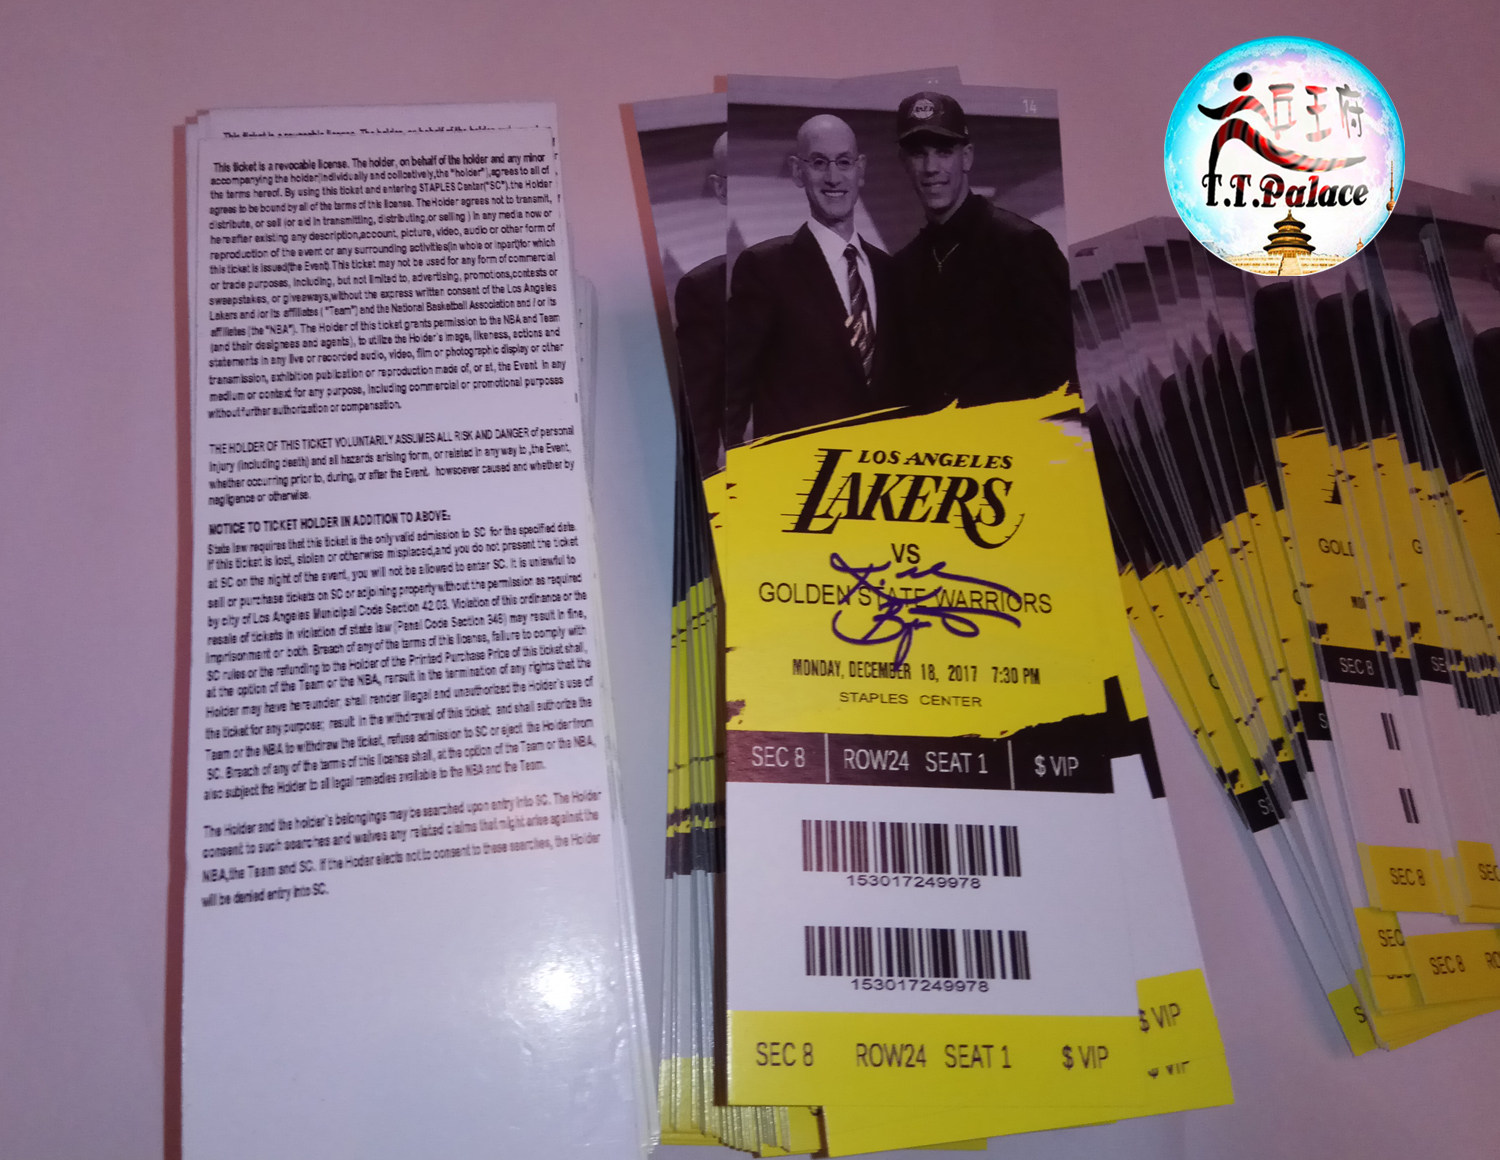 This ticket is a revocable license. The holder, on behalf of the holder and any minor
accompanying the holder(individually and collcetively,the "holder"),agrees to all of
the terms hereof. By using this ticket and entering STAPLES Center("SC").the Holder
agrees to be bound by all of the tarms of this license. The Holder agrees not to transmit,
distribute, or sell (or aid in transmitting, distributing,or selling ) in any media now or
hereafter existing any description,account, picture, video, audio or other form of
reproduction of the event or any surrounding activities(in whole or inpart)for which
this ticket is issued(the Event).This ticket may not be used for any form of commercial
or trade purposes, including, but not limited to, advertising, promotions,contests or
sweepstakes, or giveaways,without the express written consent of the Los Angeles
Lakers and /or its affiliates ( "Team") and the National Basketball Association and / or its
affiliates (the "NBA"). The Holder of this ticket grants permission to the NBA and Team
(and their designees and agents), to utilize the Holder's image, likeness, actions and
statements in any live or recorded audio, video, film or photographic display or other
transmission, exhibition publication or reproduction made of, or at, the Event in any
medium or context for any purpose, including commercial or promotional purposes
without further authorization or compensation.
THE HOLDER OF THIS TICKET VOLUNTARILY ASSUMES ALL RISK AND DANGER of personal
injury (including death) and all hazards arising form, or related in any way to ,the Event,
whether occurring prior to, during, or after the Event. howsoever caused and whether by
negligence or otherwise.
NOTICE TO TICKET HOLDER IN ADDITION TO ABOVE:
State law requires that this ticket is the only valid admission to SC for the specified date.
If this ticket is lost, stolen or otherwise misplaced,and you do not present the ticket
at SC on the night of the event, you will not be allowed to enter SC. It is unlawful to
sell or purchase tickets on SC or adjoining property without the permission as required
by city of Los Angeles Municipal Code Section 42.03. Violation of this ordinance or the
resale of tickets in violation of state law (Penal Code Section 346) may result in fine,
imprisonment or both. Breach of any of the terms of this license, failure to comply with
SC rules or the refunding to the Holder of the Printed Purchase Price of this ticket shall,
at the option of the Team or the NBA, rersult in the termination of any rights that the
Holder may have hereunder, shall render illegal and unauthorized the Holder's use of
the ticket for any purpose; result in the withdrawal of this ticket; and shall authorize the
Team or the NBA to withdraw the ticket, refuse admission to SC or eject the Holder from
SC. Breach of any of the tarms of this license shall, at the option of the Team or the NBA,
also subject the Holder to all legal remedies available to the NBA and the Team.
The Holder and the holder's belongings may be searched upon entry into SC. The Holder
consent to such searches and waives any related claims that might arise against the
NBA,the Team and SC. If the Hoder elects not to consent to these searches, the Holder
will be denied entry into SC.
14
LOS ANGELES
LAKERS
VS
GOLDEN STATE WARRIORS
MONDAY, DECEMBER 18, 2017 7:30 PM
STAPLES CENTER
SEC 8 ROW24 SEAT 1 $ VIP
153017249978
153017249978
SEC 8 ROW24 SEAT 1 $ VIP
$ VIP
兵王府
T.T.Palace
SEC 8
SEC 8
SEC 8